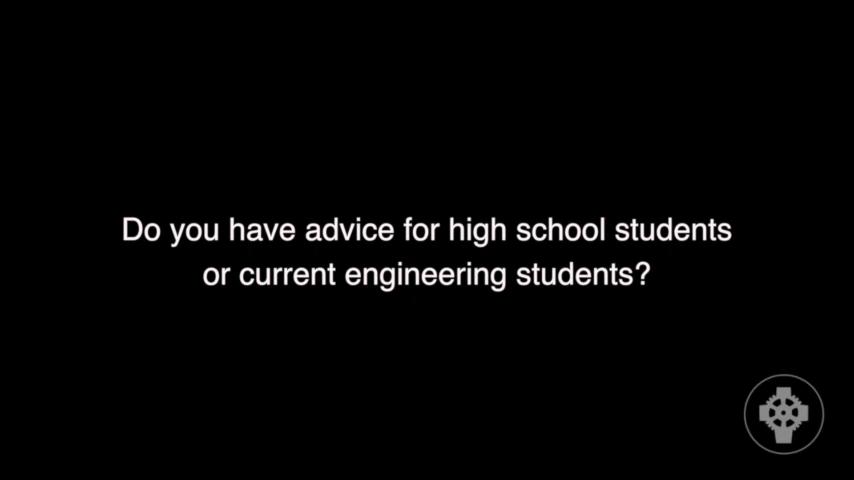 Do you have advice for high school students
or current engineering students?